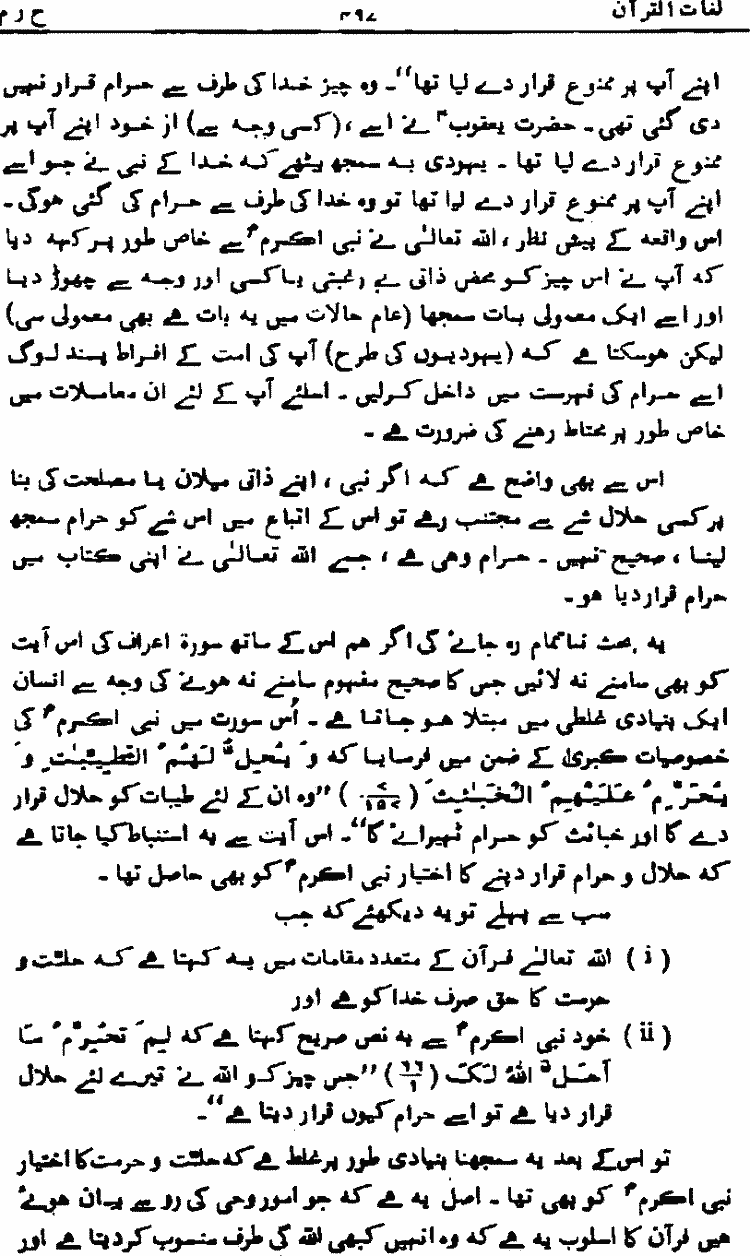 لغات القرآن ۴۹۷ ح ر م
اپنے آپ پر ممنوع قرار دے لیا تھا“۔ وہ چیز خدا کی طرف سے حرام قرار نہیں
دی گئی تھی۔ حضرت یعقوبؑ نے اسے ،(کسی وجہ سے) از خود اپنے آپ پر
ممنوع قرار دے لیا تھا ۔ یہودی یہ سمجھ بیٹھے کہ خدا کے نبی نے جو اسے
اپنے آپ پر ممنوع قرار دے لیا تھا تو وہ خدا کی طرف سے حرام کی گئی ہوگی۔
اس واقعہ کے پیش نظر ، اللہ تعالیٰ نے نبی اکرمؐ سے خاص طور پر کہہ دیا
کہ آپ نے اس چیز کو محض ذاتی بے رغبتی یا کسی اور وجہ سے چھوڑ دیا
اور اسے ایک معمولی بات سمجھا (عام حالات میں یہ بات ہے بھی معمولی سی)
لیکن ہوسکتا ہے کہ (یہودیوں کی طرح) آپ کی امت کے افراط پسند لوگ
اسے حرام کی فہرست میں داخل کرلیں ۔ اسلئے آپ کے لئے ان معاملات میں
خاص طور پر محتاط رہنے کی ضرورت ہے ۔
اس سے بھی واضح ہے کہ اگر نبی ، اپنے ذاتی میلان یا مصلحت کی بنا
پر کسی حلال شے سے مجتنب رہے تو اس کے اتباع میں اس شے کو حرام سمجھ
لینا ، صحیح نہیں ۔ حرام وہی ہے ، جسے اللہ تعالیٰ نے اپنی کتاب میں
حرام قرار دیا ہو۔
یہ بحث ناتمام رہ جائے گی اگر ہم اس کے ساتھ سورۃ اعراف کی اس آیت
کو بھی سامنے نہ لائیں جس کا صحیح مفہوم سامنے نہ ہونے کی وجہ سے انسان
ایک بنیادی غلطی میں مبتلا ہو جاتا ہے ۔ اُس سورت میں نبی اکرمؐ کی
خصوصیات کبریٰ کے ضمن میں فرمایا کہ وَ یُحِلُّ لَہُمُ الطَّیِّبٰتِ وَ
یُحَرِّمُ عَلَیْہِمُ الْخَبٰئِثَ (۷/۱۵۷) ”وہ ان کے لئے طیبات کو حلال قرار
دے گا اور خبائث کو حرام ٹھیرائے گا“۔ اس آیت سے یہ استنباط کیا جاتا ہے
کہ حلال و حرام قرار دینے کا اختیار نبی اکرمؐ کو بھی حاصل تھا ۔
سب سے پہلے تو یہ دیکھئے کہ جب
(i) اللہ تعالیٰ قرآن کے متعدد مقامات میں یہ کہتا ہے کہ حلّت و
حرمت کا حق صرف خدا کو ہے اور
(ii) خود نبی اکرمؐ سے بہ نص صریح کہتا ہے کہ لِمَ تُحَرِّمُ مَا
اَحَلَّ اللّٰہُ لَکَ (۶۶/۱) ”جس چیز کو اللہ نے تیرے لئے حلال
قرار دیا ہے تو اسے حرام کیوں قرار دیتا ہے“۔
تو اس کے بعد یہ سمجھنا بنیادی طور پر غلط ہے کہ حلّت و حرمت کا اختیار
نبی اکرمؐ کو بھی تھا ۔ اصل یہ ہے کہ جو امور وحی کی رو سے بیان ہوئے
ہیں قرآن کا اسلوب یہ ہے کہ وہ انہیں کبھی اللہ کی طرف منسوب کردیتا ہے اور